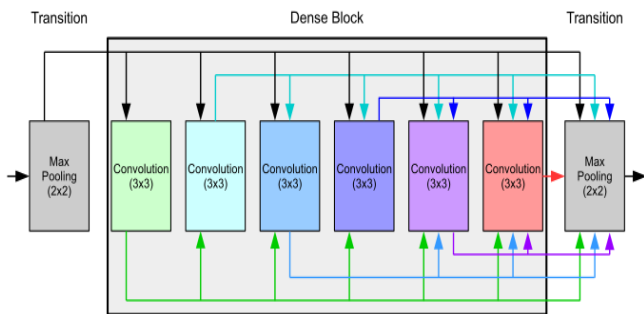 Transition
Dense Block
Transition
Max
Pooling
(2x2)
Convolution
(3x3)
Convolution
(3x3)
Convolution
(3x3)
Convolution
(3x3)
Convolution
(3x3)
Convolution
(3x3)
Max
Pooling
(2x2)